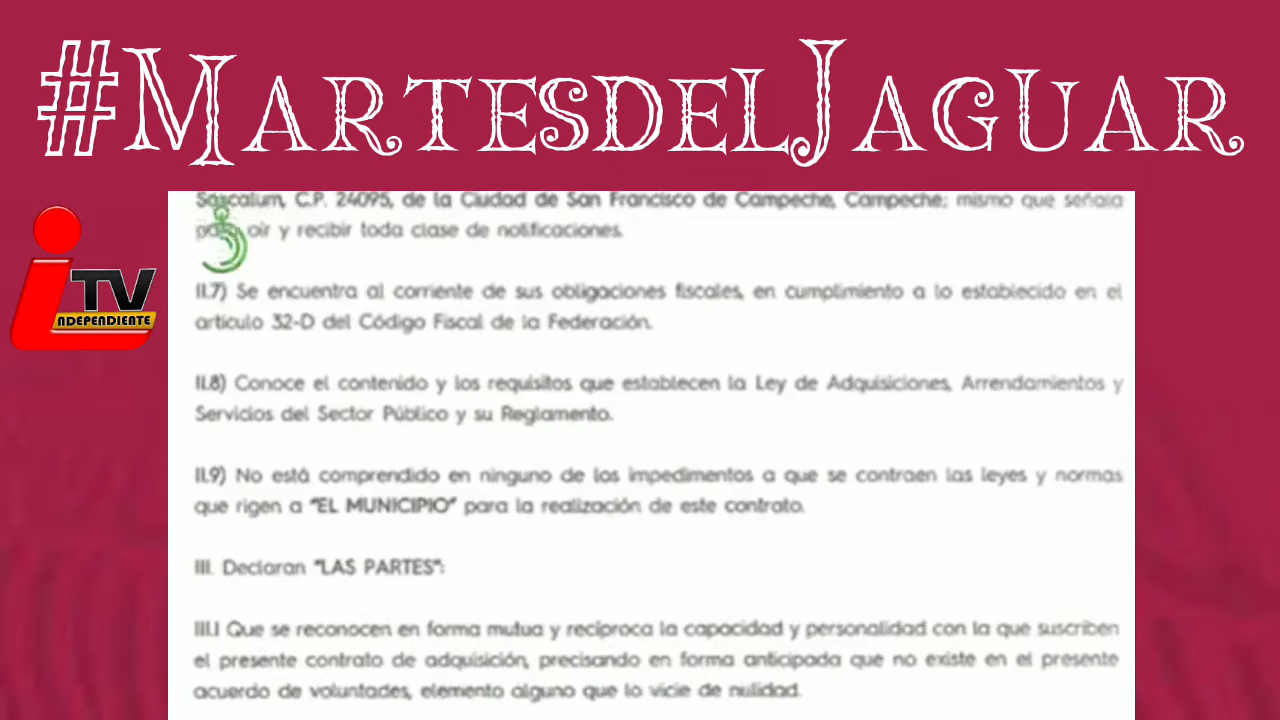 #MARTESDELJAGUAR
iTV
INDEPENDIENTE
Sascalum, C.P. 24095, de la Ciudad de San Francisco de Campeche, Campeche; mismo que señala
para oír y recibir toda clase de notificaciones.
II.7) Se encuentra al corriente de sus obligaciones fiscales, en cumplimiento a lo establecido en el
artículo 32-D del Código Fiscal de la Federación.
II.8) Conoce el contenido y los requisitos que establecen la Ley de Adquisiciones, Arrendamientos y
Servicios del Sector Público y su Reglamento.
II.9) No está comprendido en ninguno de los impedimentos a que se contraen las leyes y normas
que rigen a "EL MUNICIPIO" para la realización de este contrato.
III. Declaran "LAS PARTES":
III.I Que se reconocen en forma mutua y recíproca la capacidad y personalidad con la que suscriben
el presente contrato de adquisición, precisando en forma anticipada que no existe en el presente
acuerdo de voluntades, elemento alguno que lo vicie de nulidad.